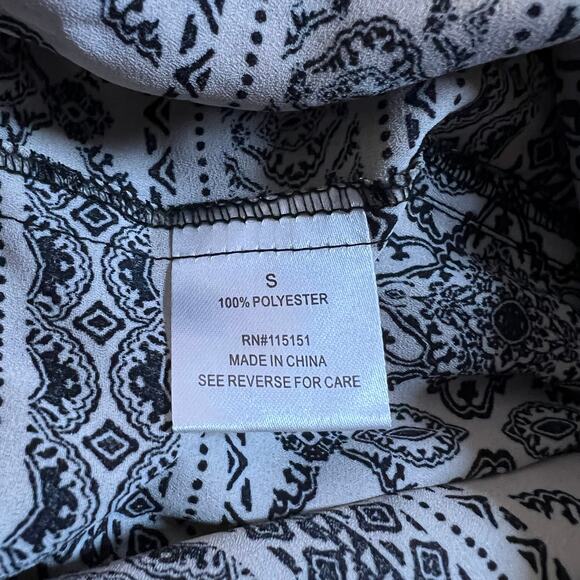 S
100% POLYESTER
RN#115151
MADE IN CHINA
SEE REVERSE FOR CARE